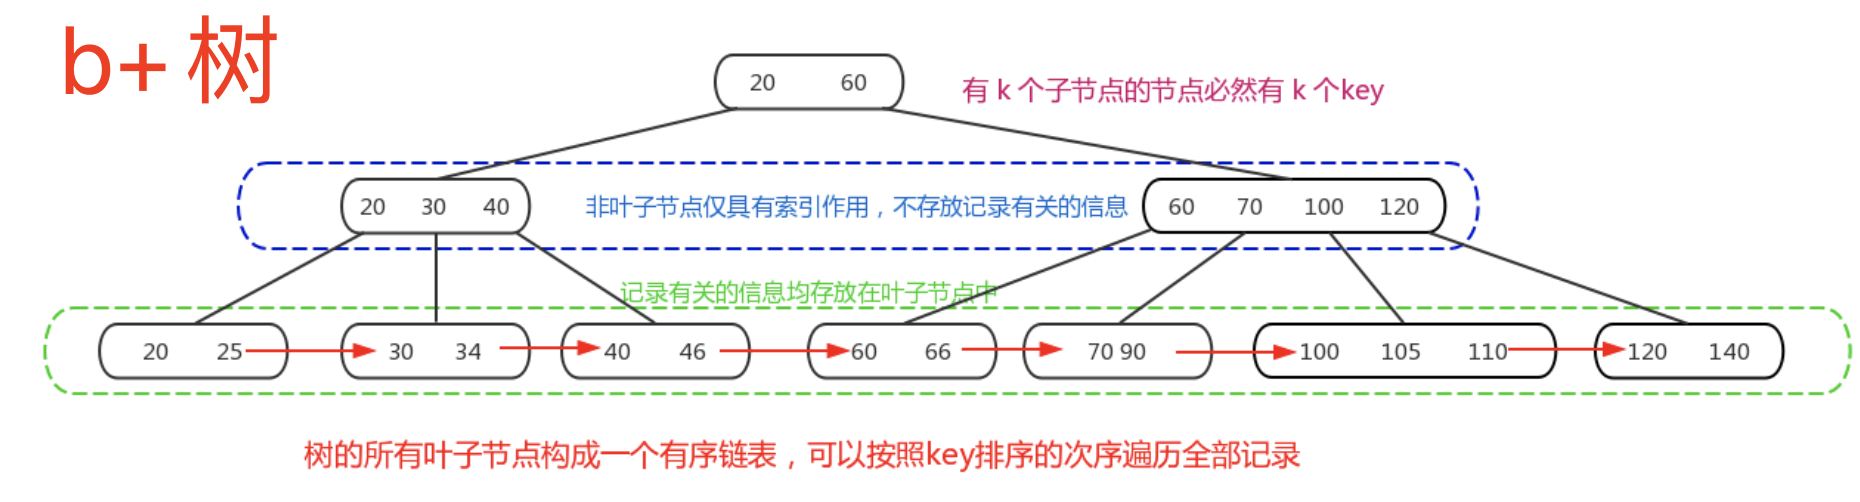 b+ 树
20 60
有 k 个子节点的节点必然有 k 个key
20 30 40
非叶子节点仅具有索引作用，不存放记录有关的信息
60 70 100 120
记录有关的信息均存放在叶子节点中
20 25 30 34 40 46 60 66 70 90 100 105 110 120 140
树的所有叶子节点构成一个有序链表，可以按照key排序的次序遍历全部记录